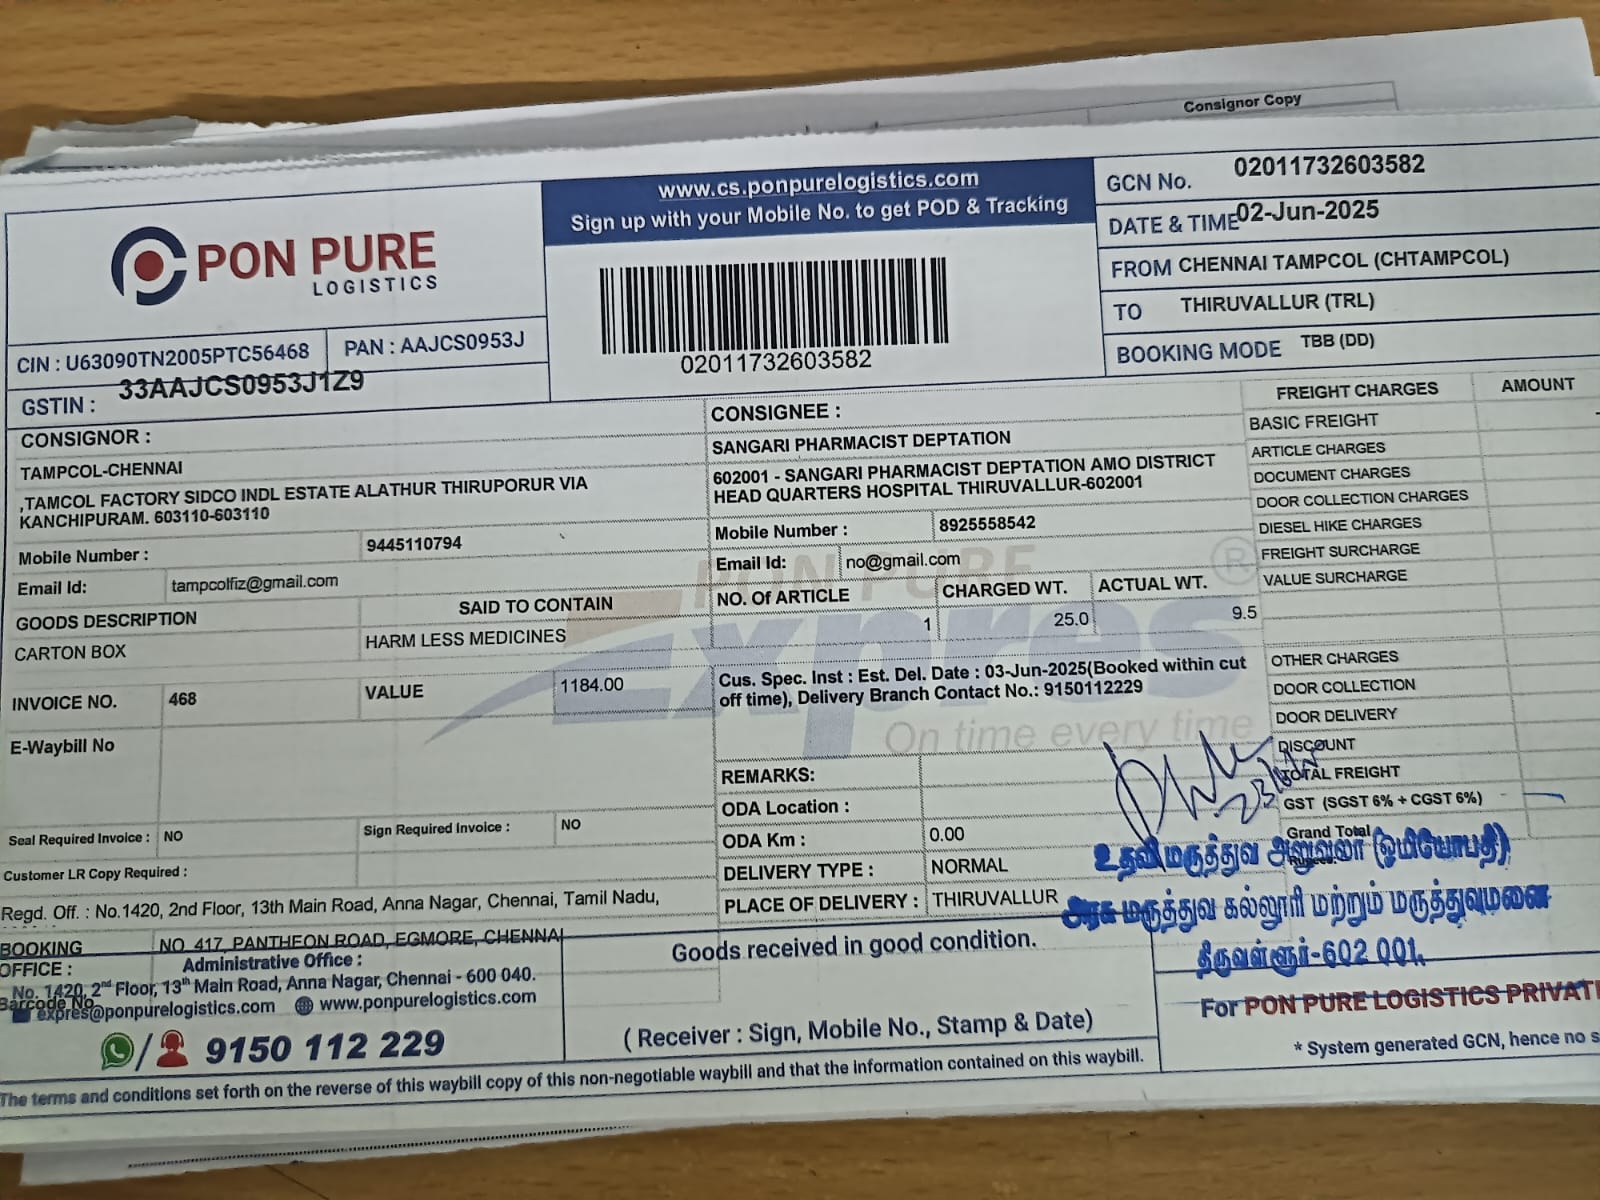 Consignor Copy
PON PURE
LOGISTICS
www.cs.ponpurelogistics.com
Sign up with your Mobile No. to get POD & Tracking
02011732603582
GCN No. 02011732603582
DATE & TIME 02-Jun-2025
FROM CHENNAI TAMPCOL (CHTAMPCOL)
TO THIRUVALLUR (TRL)
BOOKING MODE TBB (DD)
CIN : U63090TN2005PTC56468 PAN : AAJCS0953J
GSTIN : 33AAJCS0953J1Z9
CONSIGNOR :
TAMPCOL-CHENNAI
,TAMCOL FACTORY SIDCO INDL ESTATE ALATHUR THIRUPORUR VIA
KANCHIPURAM. 603110-603110
Mobile Number : 9445110794
Email Id: tampcolfiz@gmail.com
GOODS DESCRIPTION SAID TO CONTAIN
CARTON BOX HARM LESS MEDICINES
INVOICE NO. 468 VALUE 1184.00
E-Waybill No
Seal Required Invoice : NO Sign Required Invoice : NO
Customer LR Copy Required :
CONSIGNEE :
SANGARI PHARMACIST DEPTATION
602001 - SANGARI PHARMACIST DEPTATION AMO DISTRICT
HEAD QUARTERS HOSPITAL THIRUVALLUR-602001
Mobile Number : 8925558542
Email Id: no@gmail.com
NO. Of ARTICLE CHARGED WT. ACTUAL WT.
1 25.0 9.5
Cus. Spec. Inst : Est. Del. Date : 03-Jun-2025(Booked within cut
off time), Delivery Branch Contact No.: 9150112229
PON PURE
Expres
On time every time
®
REMARKS:
ODA Location :
ODA Km : 0.00
DELIVERY TYPE : NORMAL
PLACE OF DELIVERY : THIRUVALLUR
FREIGHT CHARGES AMOUNT
BASIC FREIGHT
ARTICLE CHARGES
DOCUMENT CHARGES
DOOR COLLECTION CHARGES
DIESEL HIKE CHARGES
FREIGHT SURCHARGE
VALUE SURCHARGE
OTHER CHARGES
DOOR COLLECTION
DOOR DELIVERY
DISCOUNT
TOTAL FREIGHT
GST (SGST 6% + CGST 6%)
Grand Total
உதவி மருத்துவ அலுவலர் (ஓமியோபதி)
அரசு மருத்துவ கல்லூரி மற்றும் மருத்துவமனை
திருவள்ளூர்-602 001.
Regd. Off. : No.1420, 2nd Floor, 13th Main Road, Anna Nagar, Chennai, Tamil Nadu,
BOOKING OFFICE : NO 417 PANTHEON ROAD, EGMORE, CHENNAI
Administrative Office :
No. 1420, 2nd Floor, 13th Main Road, Anna Nagar, Chennai - 600 040.
Barcode No
expres@ponpurelogistics.com www.ponpurelogistics.com
/ 9150 112 229
Goods received in good condition.
( Receiver : Sign, Mobile No., Stamp & Date)
For PON PURE LOGISTICS PRIVAT
* System generated GCN, hence no s
The terms and conditions set forth on the reverse of this waybill copy of this non-negotiable waybill and that the information contained on this waybill.